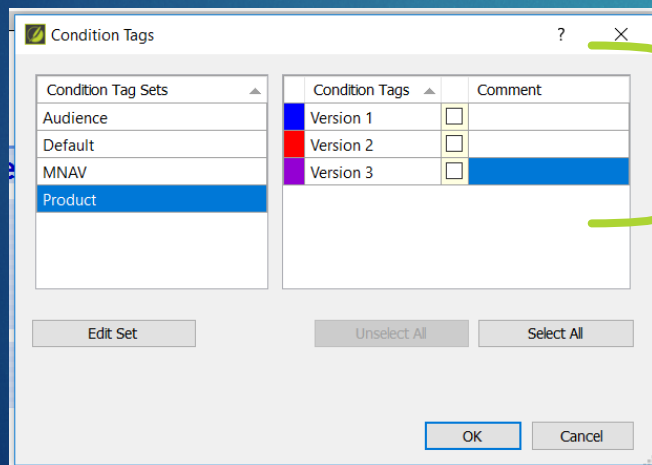 Condition Tags ?
Condition Tag Sets
Audience
Default
MNAV
Product
Condition Tags Comment
Version 1
Version 2
Version 3
Edit Set Unselect All Select All
OK Cancel